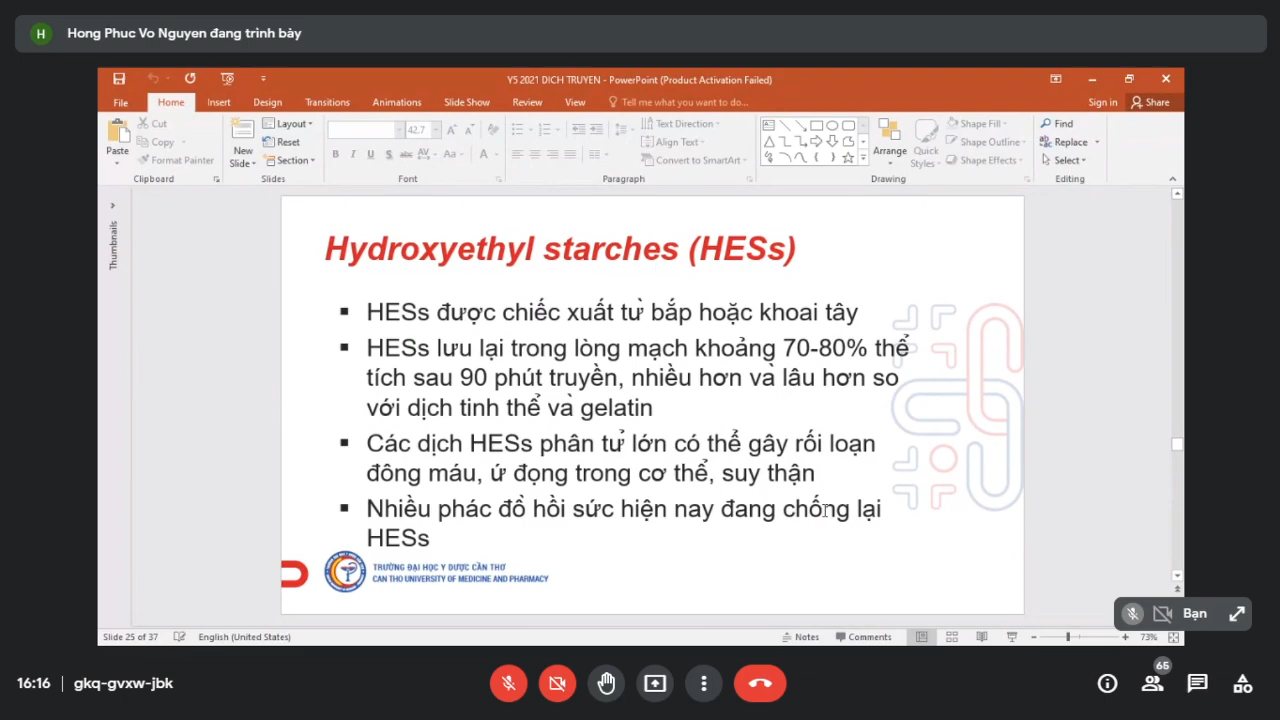 H Hong Phuc Vo Nguyen đang trình bày
Y5 2021 DICH TRUYEN - PowerPoint (Product Activation Failed)
File Home Insert Design Transitions Animations Slide Show Review View Tell me what you want to do... Sign in Share
Paste Cut Copy Format Painter
Clipboard
New Slide Layout Reset Section
Slides
42.7
B I U S abc AV Aa A
Font
Text Direction
Align Text
Convert to SmartArt
Paragraph
Arrange Quick Styles
Shape Fill
Shape Outline
Shape Effects
Drawing
Find
Replace
Select
Editing
Thumbnails
Hydroxyethyl starches (HESs)
▪ HESs được chiếc xuất từ bắp hoặc khoai tây
▪ HESs lưu lại trong lòng mạch khoảng 70-80% thể
tích sau 90 phút truyền, nhiều hơn và lâu hơn so
với dịch tinh thể và gelatin
▪ Các dịch HESs phân tử lớn có thể gây rối loạn
đông máu, ứ đọng trong cơ thể, suy thận
▪ Nhiều phác đồ hồi sức hiện nay đang chống lại
HESs
TRƯỜNG ĐẠI HỌC Y DƯỢC CẦN THƠ
CAN THO UNIVERSITY OF MEDICINE AND PHARMACY
Bạn
Slide 25 of 37 English (United States) Notes Comments 73%
16:16 | gkq-gvxw-jbk
65